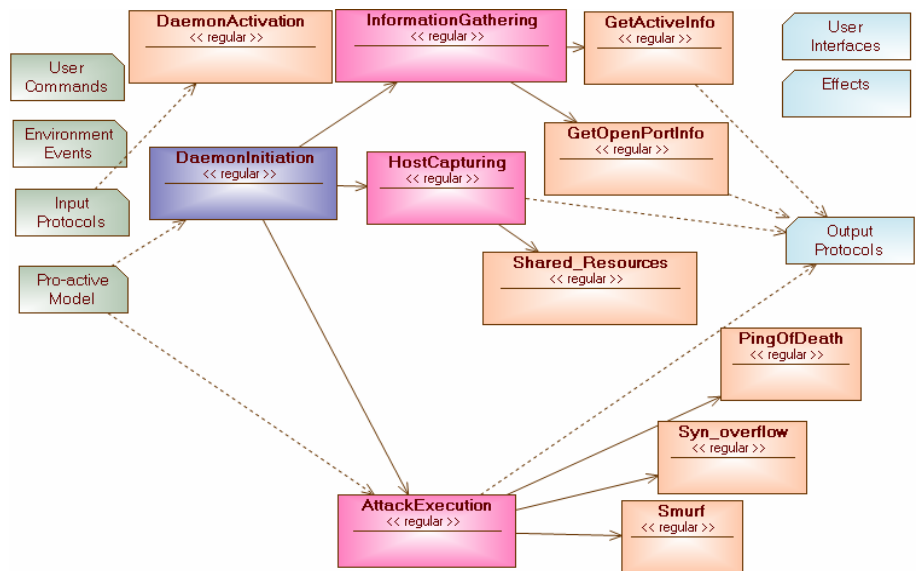 DaemonActivation
<< regular >>
InformationGathering
<< regular >>
GetActiveInfo
<< regular >>
User
Interfaces
User
Commands
Effects
Environment
Events
DaemonInitiation
<< regular >>
HostCapturing
<< regular >>
GetOpenPortInfo
<< regular >>
Input
Protocols
Output
Protocols
Pro-active
Model
Shared_Resources
<< regular >>
PingOfDeath
<< regular >>
Syn_overflow
<< regular >>
AttackExecution
<< regular >>
Smurf
<< regular >>